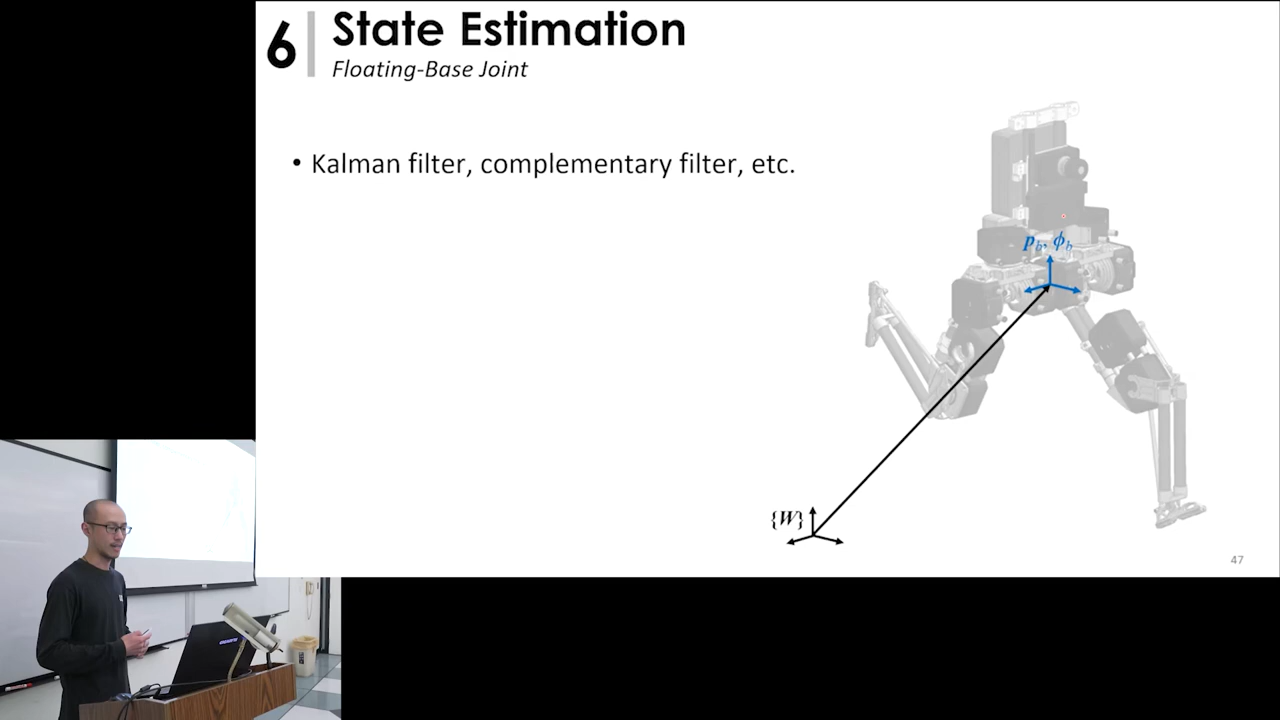 6
State Estimation
Floating-Base Joint
• Kalman filter, complementary filter, etc.
p_b, ϕ_b
{W}
47